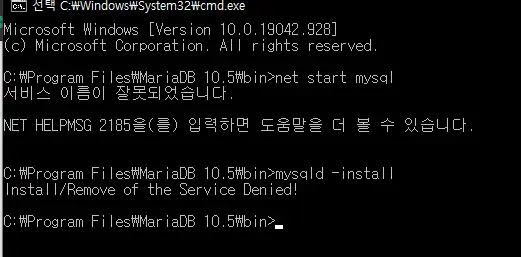 선택 C:₩Windows₩System32₩cmd.exe
Microsoft Windows [Version 10.0.19042.928]
(c) Microsoft Corporation. All rights reserved.
C:₩Program Files₩MariaDB 10.5₩bin>net start mysql
서비스 이름이 잘못되었습니다.
NET HELPMSG 2185을(를) 입력하면 도움말을 더 볼 수 있습니다.
C:₩Program Files₩MariaDB 10.5₩bin>mysqld -install
Install/Remove of the Service Denied!
C:₩Program Files₩MariaDB 10.5₩bin>